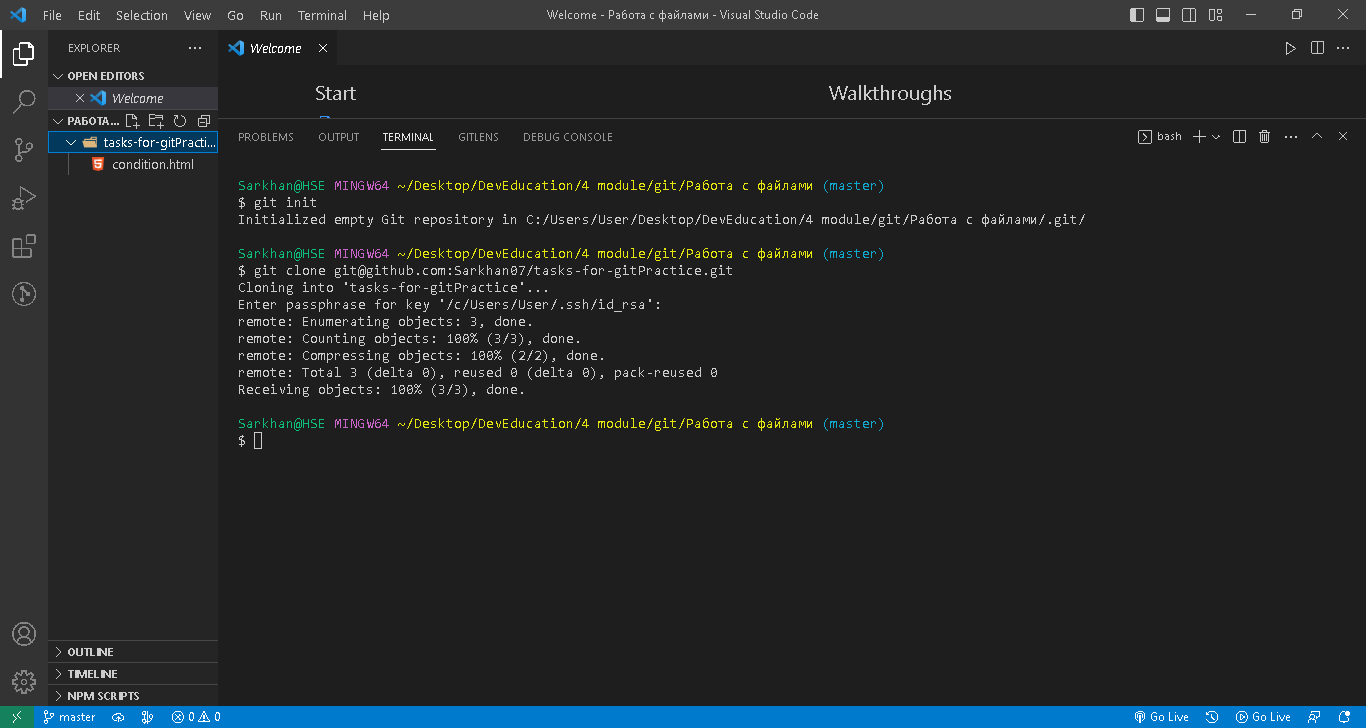 File Edit Selection View Go Run Terminal Help
Welcome - Работа с файлами - Visual Studio Code
EXPLORER
OPEN EDITORS
Welcome
РАБОТА...
tasks-for-gitPracti...
condition.html
OUTLINE
TIMELINE
NPM SCRIPTS
Welcome
Start
Walkthroughs
PROBLEMS OUTPUT TERMINAL GITLENS DEBUG CONSOLE
bash
Sarkhan@HSE MINGW64 ~/Desktop/DevEducation/4 module/git/Работа с файлами (master)
$ git init
Initialized empty Git repository in C:/Users/User/Desktop/DevEducation/4 module/git/Работа с файлами/.git/
Sarkhan@HSE MINGW64 ~/Desktop/DevEducation/4 module/git/Работа с файлами (master)
$ git clone git@github.com:Sarkhan07/tasks-for-gitPractice.git
Cloning into 'tasks-for-gitPractice'...
Enter passphrase for key '/c/Users/User/.ssh/id_rsa':
remote: Enumerating objects: 3, done.
remote: Counting objects: 100% (3/3), done.
remote: Compressing objects: 100% (2/2), done.
remote: Total 3 (delta 0), reused 0 (delta 0), pack-reused 0
Receiving objects: 100% (3/3), done.
Sarkhan@HSE MINGW64 ~/Desktop/DevEducation/4 module/git/Работа с файлами (master)
$
master 0 0 Go Live Go Live